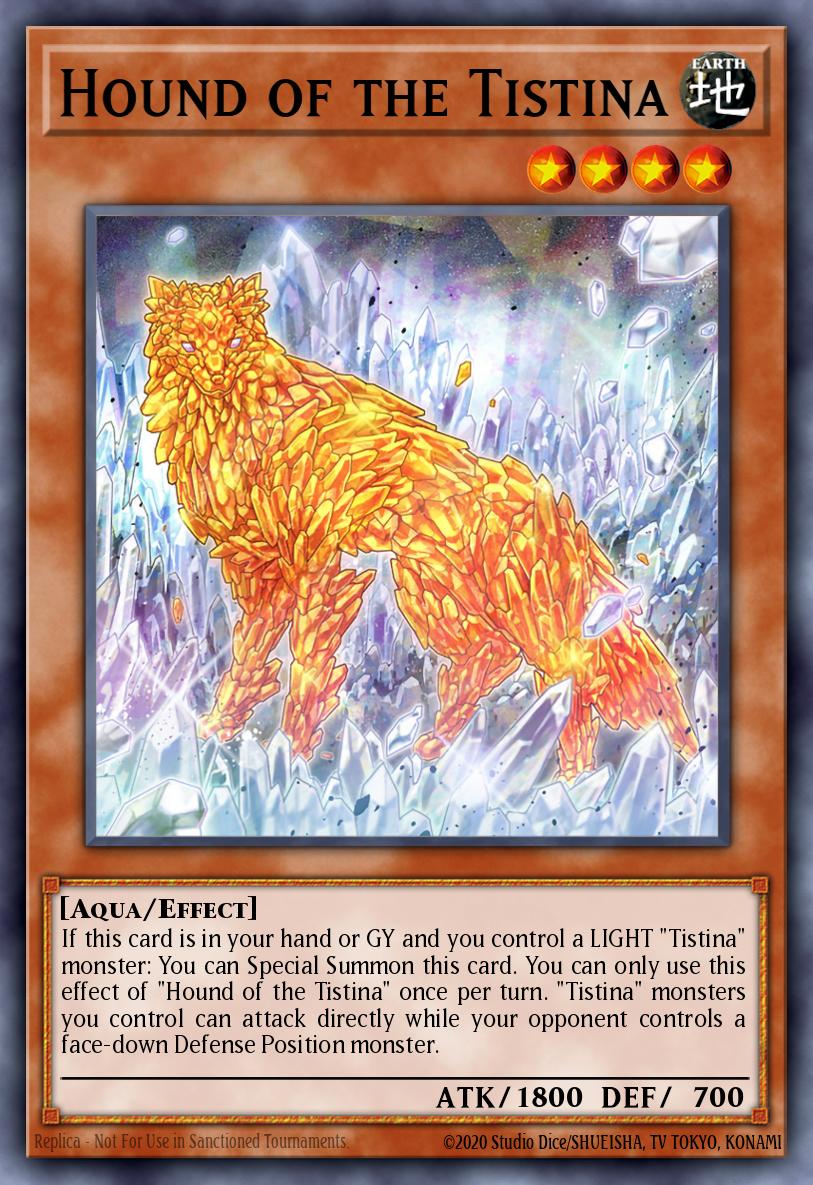 Hound of the Tistina
EARTH
地
[Aqua/Effect]
If this card is in your hand or GY and you control a LIGHT "Tistina"
monster: You can Special Summon this card. You can only use this
effect of "Hound of the Tistina" once per turn. "Tistina" monsters
you control can attack directly while your opponent controls a
face-down Defense Position monster.
ATK/1800 DEF/ 700
Replica - Not For Use in Sanctioned Tournaments.
©2020 Studio Dice/SHUEISHA, TV TOKYO, KONAMI